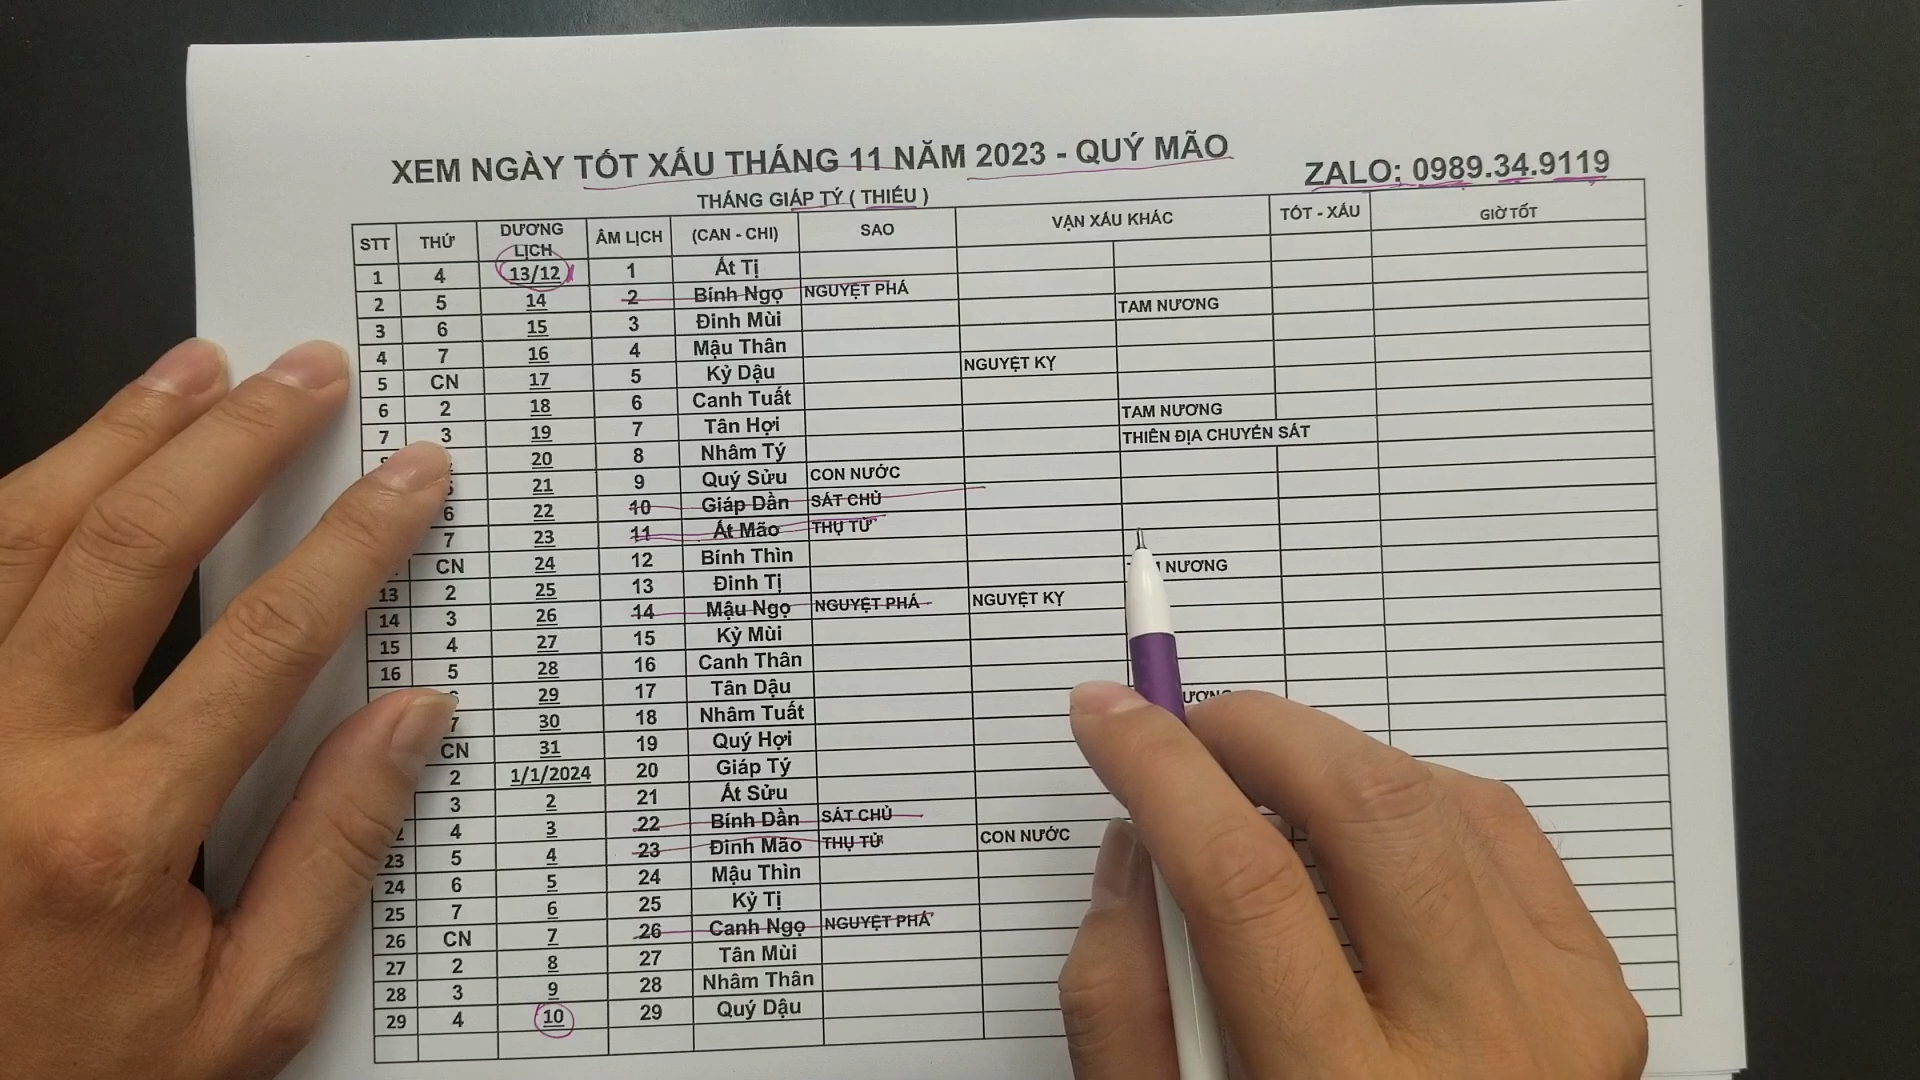 XEM NGÀY TỐT XẤU THÁNG 11 NĂM 2023 - QUÝ MÃO
ZALO: 0989.34.9119
THÁNG GIÁP TÝ ( THIẾU )
STT THỨ DƯƠNG LỊCH ÂM LỊCH (CAN - CHI) SAO VẠN XẤU KHÁC TỐT - XẤU GIỜ TỐT
1 4 13/12 1 Ất Tị
2 5 14 2 Bính Ngọ NGUYỆT PHÁ
3 6 15 3 Đinh Mùi TAM NƯƠNG
4 7 16 4 Mậu Thân
5 CN 17 5 Kỷ Dậu NGUYỆT KỴ
6 2 18 6 Canh Tuất
7 3 19 7 Tân Hợi TAM NƯƠNG
20 8 Nhâm Tý THIÊN ĐỊA CHUYỂN SÁT
21 9 Quý Sửu CON NƯỚC
6 22 10 Giáp Dần SÁT CHỦ
7 23 11 Ất Mão THỤ TỬ
CN 24 12 Bính Thìn
13 2 25 13 Đinh Tị NƯƠNG
14 3 26 14 Mậu Ngọ NGUYỆT PHÁ NGUYỆT KỴ
15 4 27 15 Kỷ Mùi
16 5 28 16 Canh Thân
29 17 Tân Dậu
7 30 18 Nhâm Tuất
CN 31 19 Quý Hợi
2 1/1/2024 20 Giáp Tý
3 2 21 Ất Sửu
4 3 22 Bính Dần SÁT CHỦ
23 5 4 23 Đinh Mão THỤ TỬ CON NƯỚC
24 6 5 24 Mậu Thìn
25 7 6 25 Kỷ Tị
26 CN 7 26 Canh Ngọ NGUYỆT PHÁ
27 2 8 27 Tân Mùi
28 3 9 28 Nhâm Thân
29 4 10 29 Quý Dậu